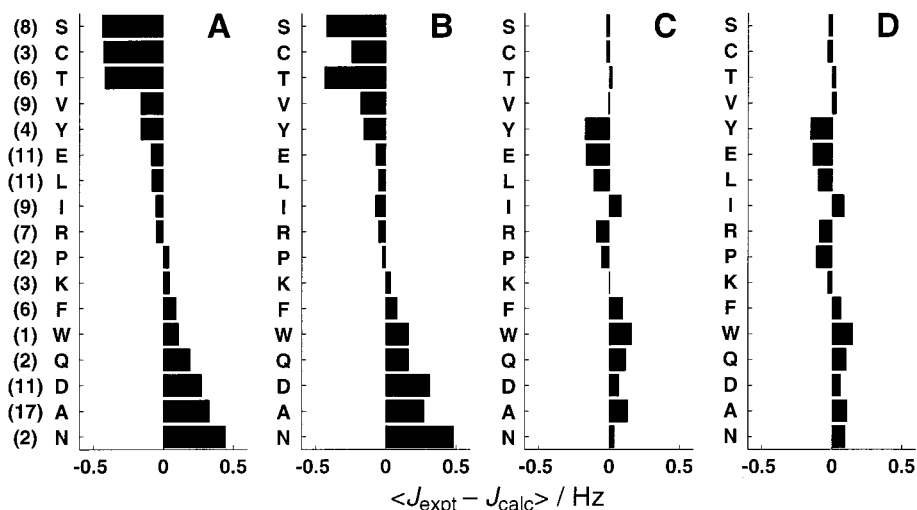 A B C D
(8) S S S S
(3) C C C C
(6) T T T T
(9) V V V V
(4) Y Y Y Y
(11) E E E E
(11) L L L L
(9) I I I I
(7) R R R R
(2) P P P P
(3) K K K K
(6) F F F F
(1) W W W W
(2) Q Q Q Q
(11) D D D D
(17) A A A A
(2) N N N N
-0.5 0 0.5 -0.5 0 0.5 -0.5 0 0.5 -0.5 0 0.5
<J_expt – J_calc> / Hz